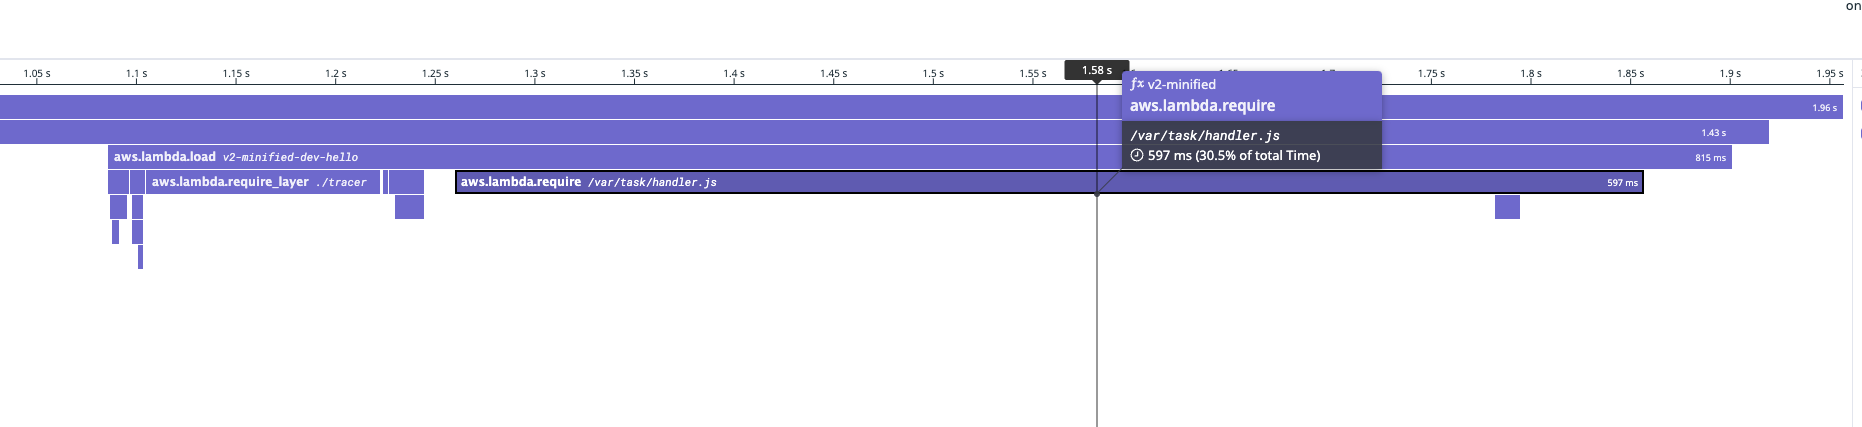 on
1.05 s 1.1 s 1.15 s 1.2 s 1.25 s 1.3 s 1.35 s 1.4 s 1.45 s 1.5 s 1.55 s 1.58 s 1.75 s 1.8 s 1.85 s 1.9 s 1.95 s
fx v2-minified
aws.lambda.require
1.96 s
/var/task/handler.js
1.43 s
597 ms (30.5% of total Time)
aws.lambda.load v2-minified-dev-hello 815 ms
aws.lambda.require_layer ./tracer aws.lambda.require /var/task/handler.js 597 ms